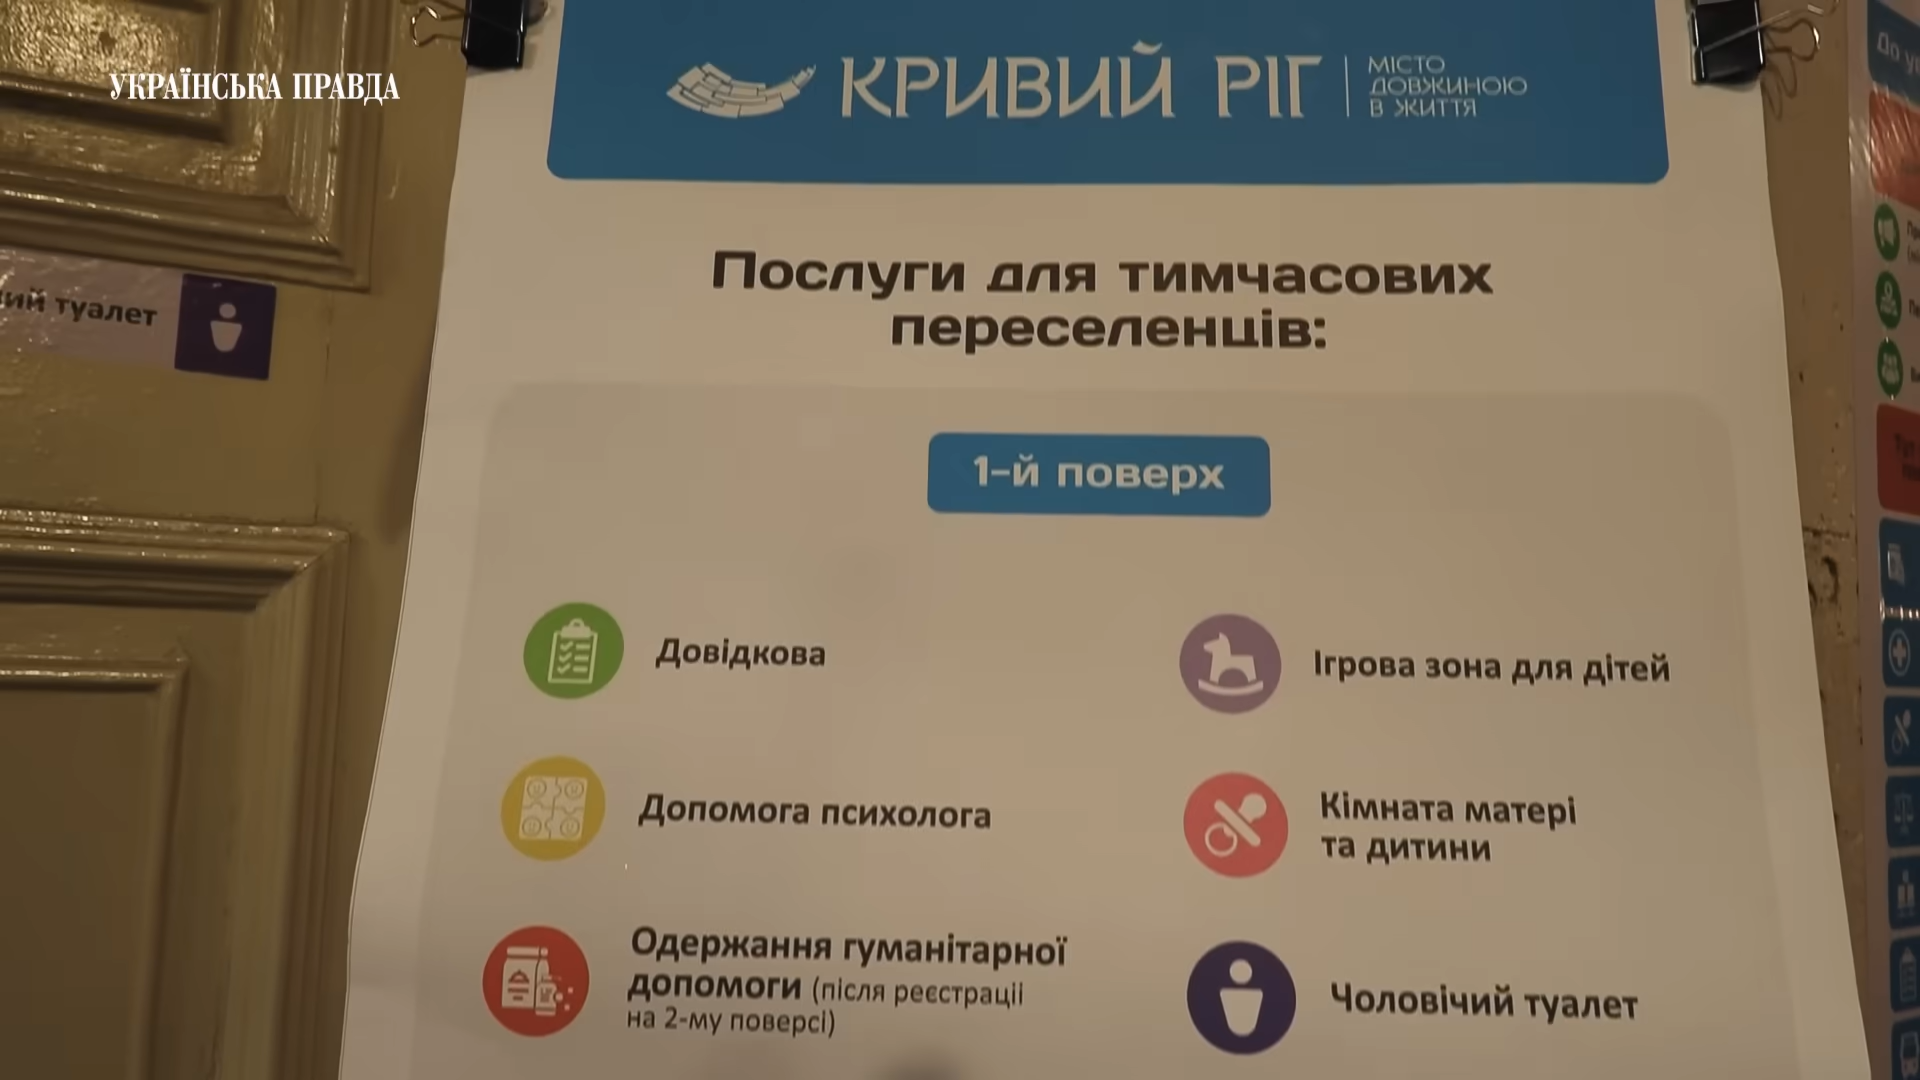 УКРАЇНСЬКА ПРАВДА
КРИВИЙ РІГ
МІСТО
ДОВЖИНОЮ
В ЖИТТЯ
Послуги для тимчасових
переселенців:
туалет
1-й поверх
Довідкова
Ігрова зона для дітей
Допомога психолога
Кімната матері
та дитини
Одержання гуманітарної
допомоги (після реєстрації
на 2-му поверсі)
Чоловічий туалет